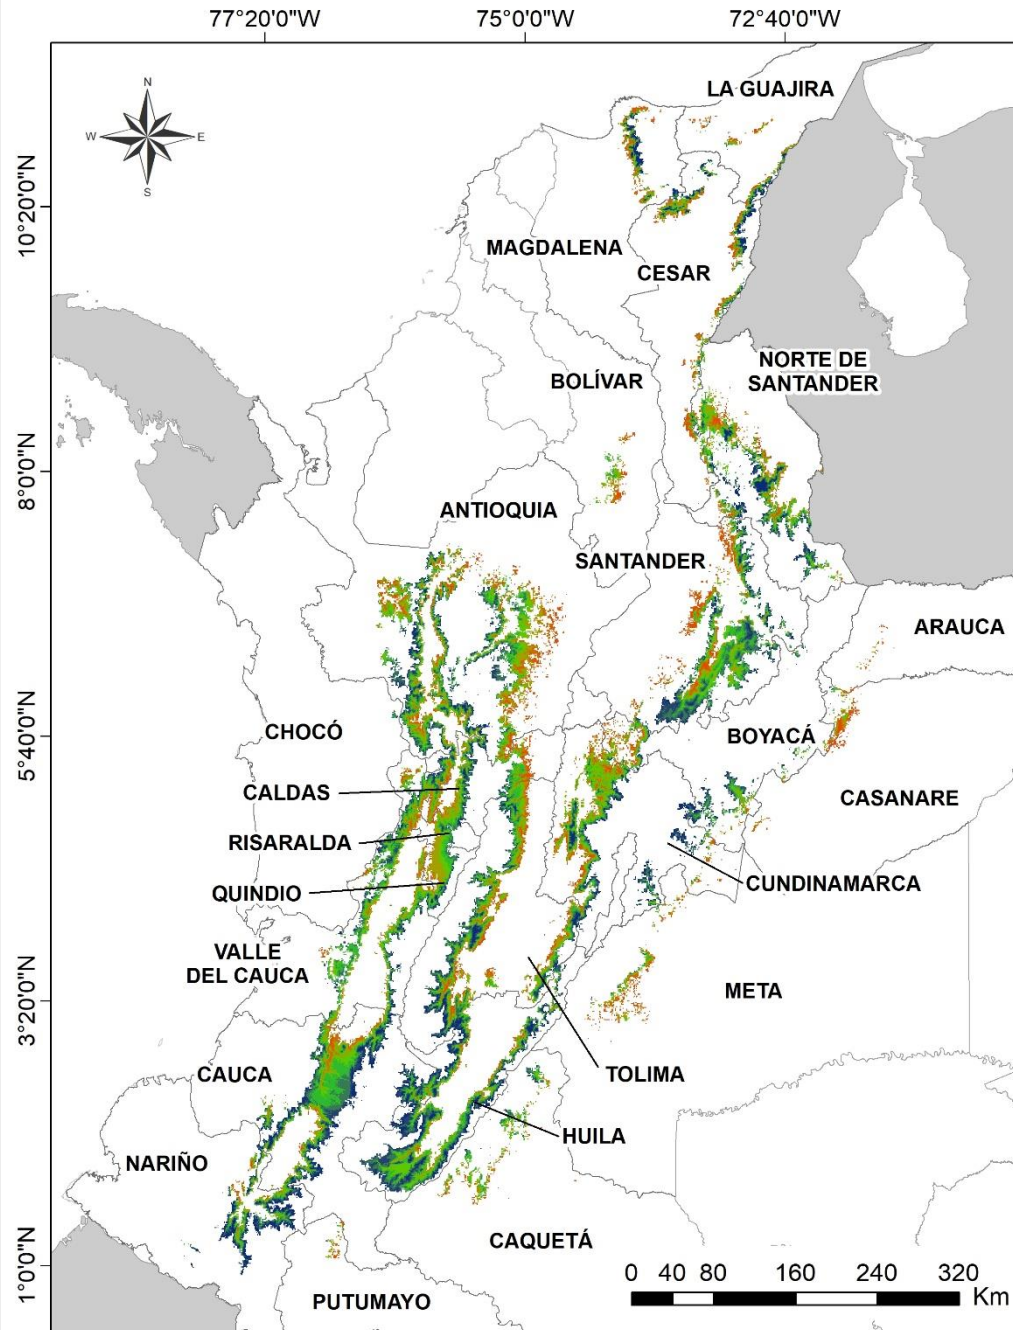 77°20'0"W 75°0'0"W 72°40'0"W
N
W E
S
LA GUAJIRA
10°20'0"N
MAGDALENA
CESAR
NORTE DE
SANTANDER
BOLÍVAR
8°0'0"N
ANTIOQUIA
SANTANDER
ARAUCA
5°40'0"N
CHOCÓ
BOYACÁ
CALDAS
CASANARE
RISARALDA
QUINDIO
CUNDINAMARCA
VALLE
DEL CAUCA
META
3°20'0"N
CAUCA
TOLIMA
HUILA
NARIÑO
CAQUETÁ
1°0'0"N
0 40 80 160 240 320
Km
PUTUMAYO